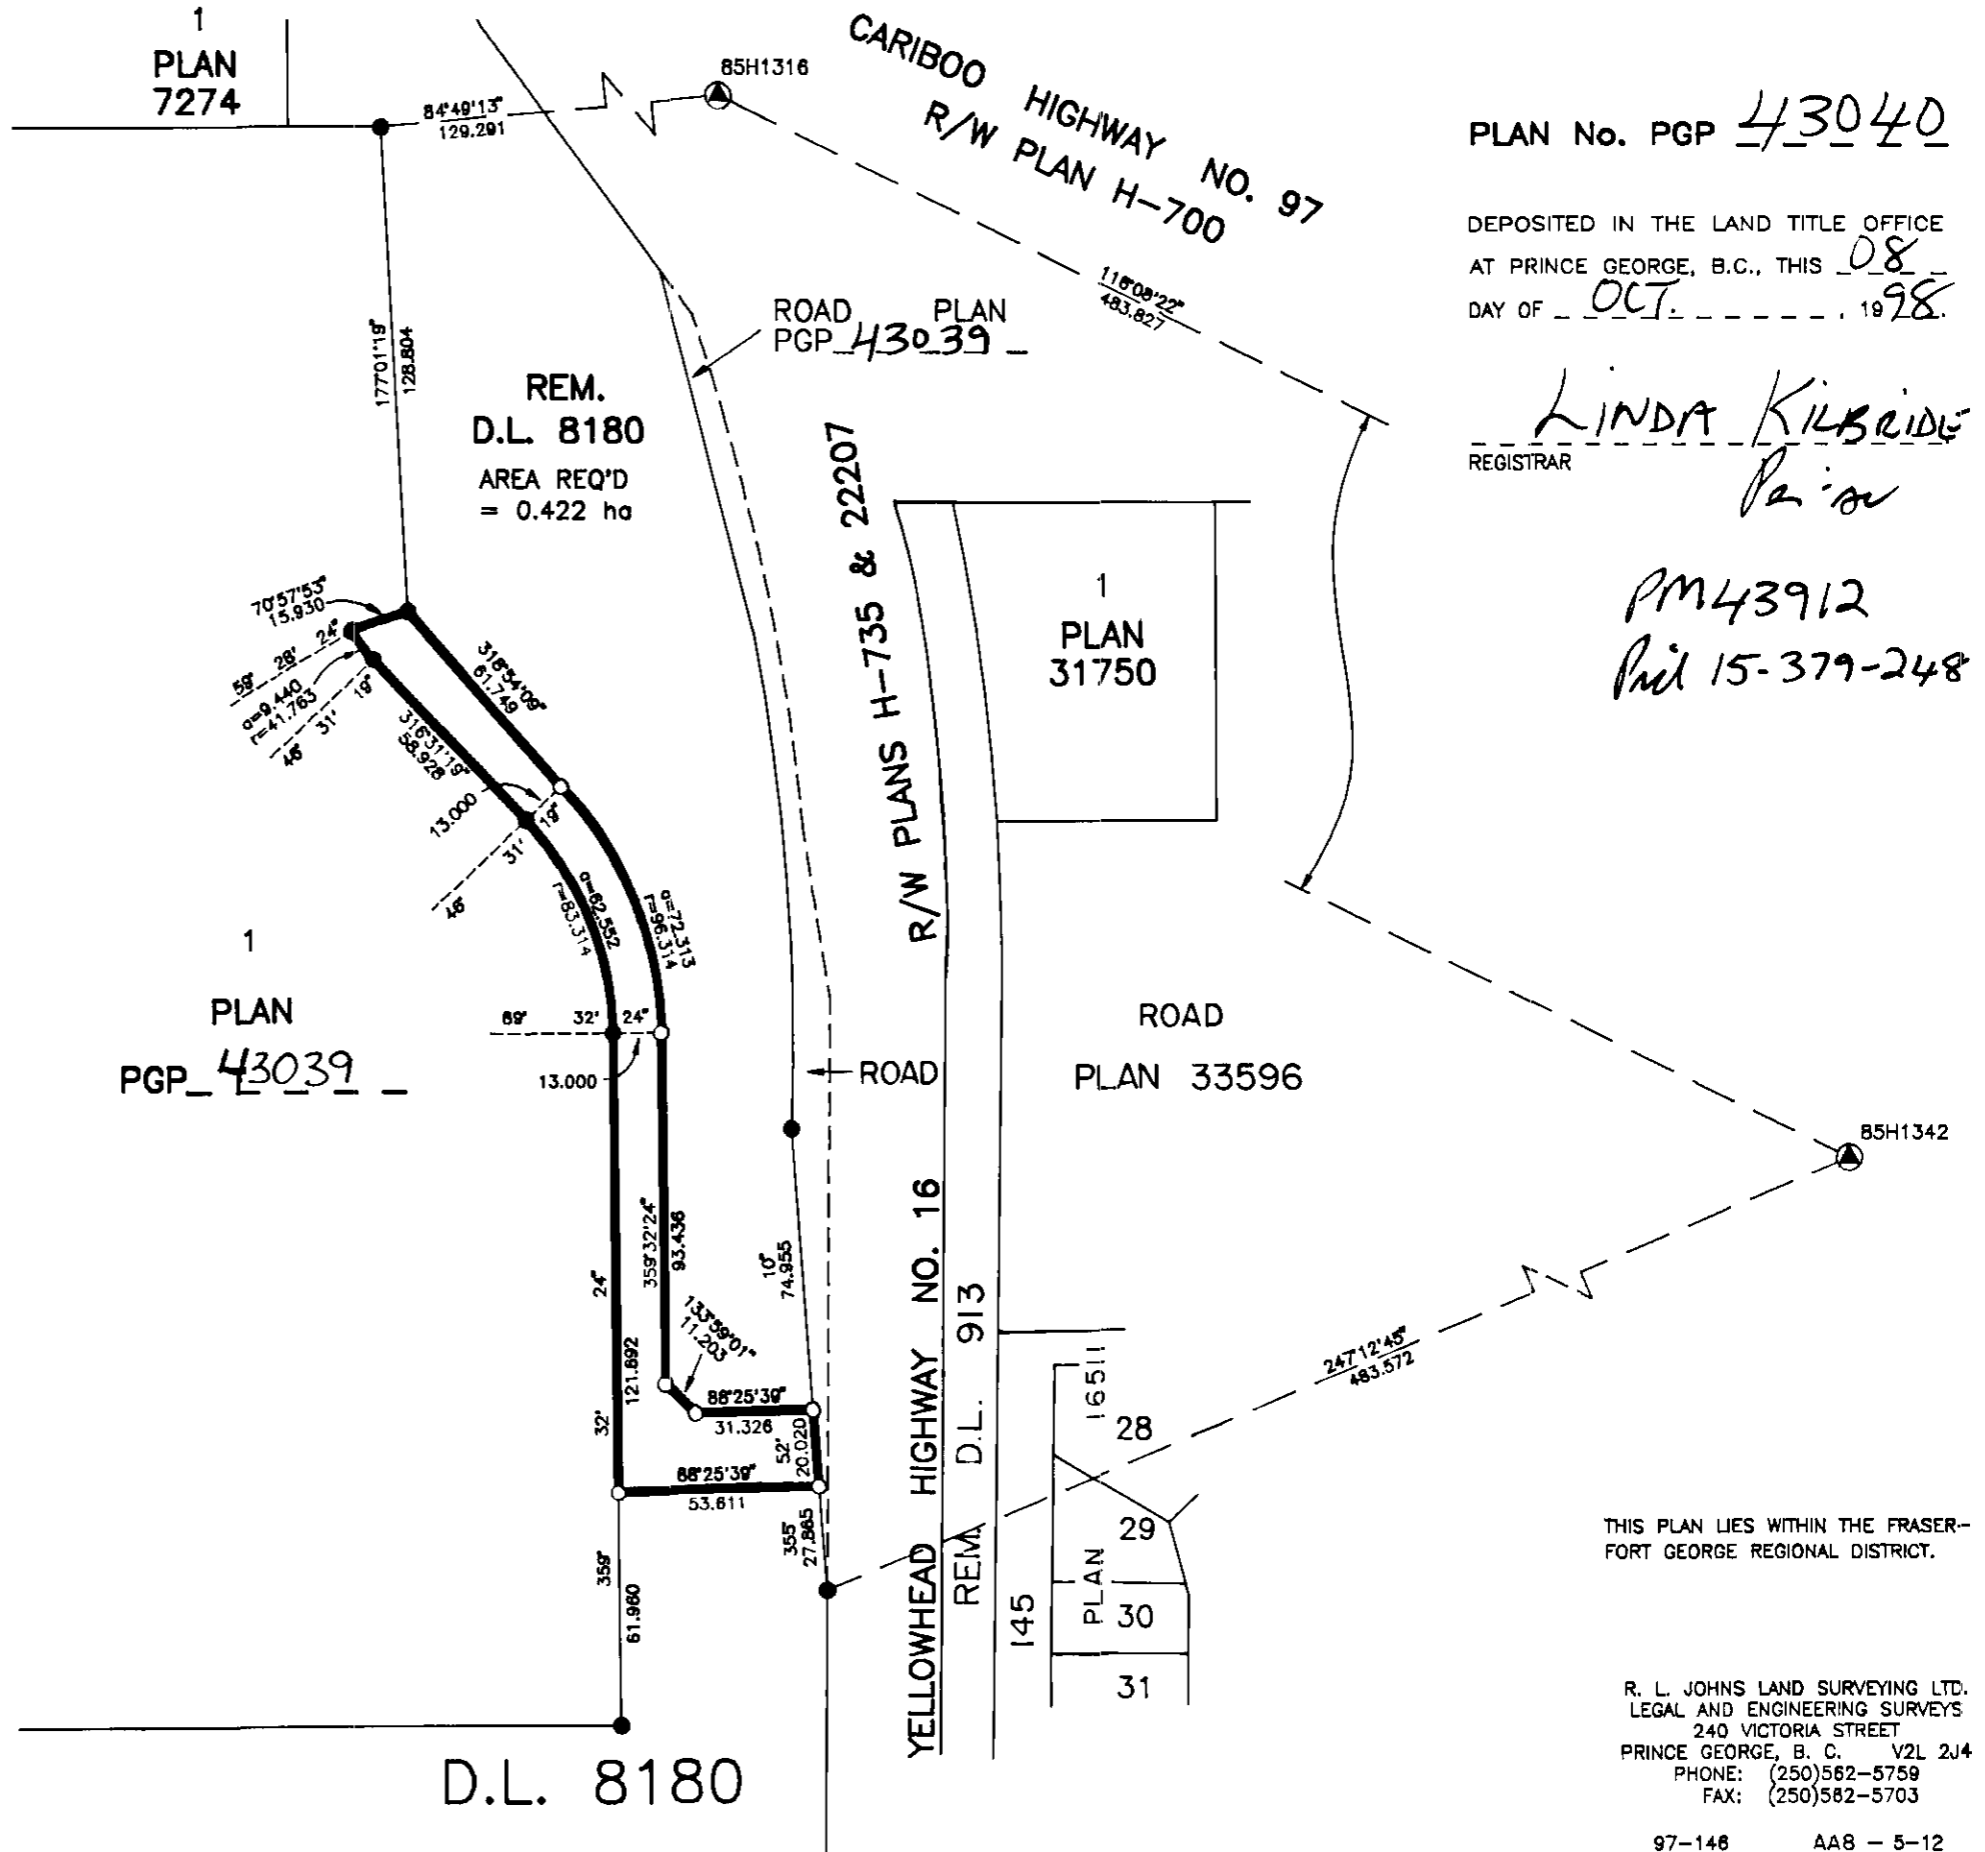 1
PLAN
7274
84°49'13"
129.291
85H1316
CARIBOO HIGHWAY NO. 97
R/W PLAN H-700
116°08'22"
483.827
PLAN No. PGP 43040
DEPOSITED IN THE LAND TITLE OFFICE
AT PRINCE GEORGE, B.C., THIS 08
DAY OF OCT. , 1998.
LINDA KILBRIDE
REGISTRAR
PM43912
15-379-248
177°01'19"
128.804
REM.
D.L. 8180
AREA REQ'D
= 0.422 ha
ROAD PLAN
PGP 43039
R/W PLANS H-735 & 22207
1
PLAN
31750
70°57'53"
15.930
24"
28'
59°
a=9.440
r=41.763
19"
31'
46°
318°54'09"
61.749
316°31'19"
58.928
13.000
19"
31'
46°
a=62.552
r=83.314
a=72.313
r=96.314
1
PLAN
PGP 43039
89° 32' 24"
13.000
ROAD
ROAD
PLAN 33596
85H1342
359°32'24"
93.436
10"
74.955
24"
121.692
32'
359°
61.960
133°59'01"
11.203
88°25'39"
31.326
52'
20.020
88°25'39"
53.611
355°
27.865
YELLOWHEAD HIGHWAY NO. 16
REM. D.L. 913
247°12'45"
483.572
16511
PLAN
145
28
29
30
31
D.L. 8180
THIS PLAN LIES WITHIN THE FRASER-
FORT GEORGE REGIONAL DISTRICT.
R. L. JOHNS LAND SURVEYING LTD.
LEGAL AND ENGINEERING SURVEYS
240 VICTORIA STREET
PRINCE GEORGE, B. C. V2L 2J4
PHONE: (250)562-5759
FAX: (250)562-5703
97-146 AA8 - 5-12